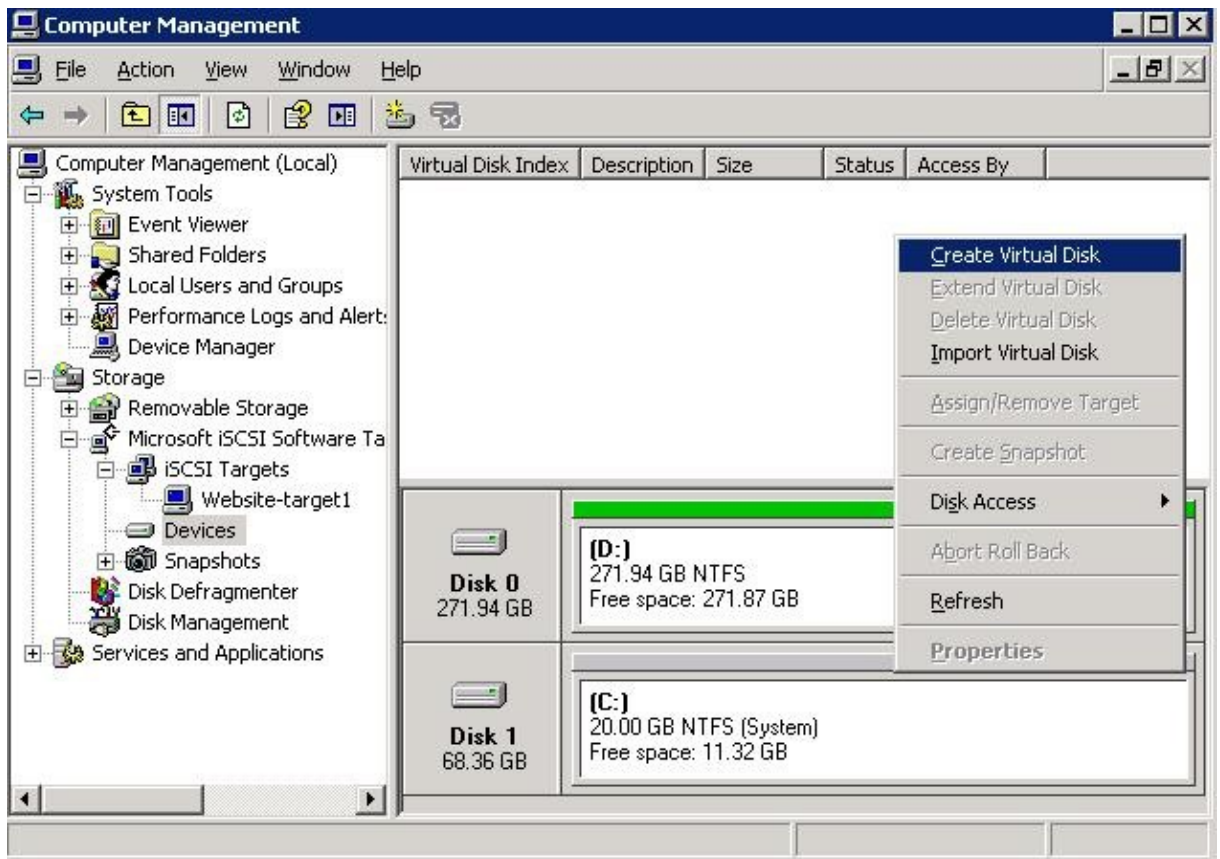 Computer Management
File Action View Window Help
Computer Management (Local)
System Tools
Event Viewer
Shared Folders
Local Users and Groups
Performance Logs and Alert
Device Manager
Storage
Removable Storage
Microsoft iSCSI Software Ta
iSCSI Targets
Website-target1
Devices
Snapshots
Disk Defragmenter
Disk Management
Services and Applications
Virtual Disk Index Description Size Status Access By
Create Virtual Disk
Extend Virtual Disk
Delete Virtual Disk
Import Virtual Disk
Assign/Remove Target
Create Snapshot
Disk Access
Abort Roll Back
Refresh
Properties
Disk 0
271.94 GB
(D:)
271.94 GB NTFS
Free space: 271.87 GB
Disk 1
68.36 GB
(C:)
20.00 GB NTFS (System)
Free space: 11.32 GB